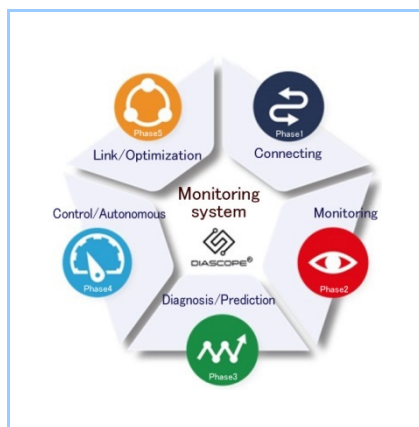 Phase5
Link/Optimization
Phase1
Connecting
Monitoring
system
DIASCOPE®
Control/Autonomous
Phase4
Monitoring
Phase2
Diagnosis/Prediction
Phase3